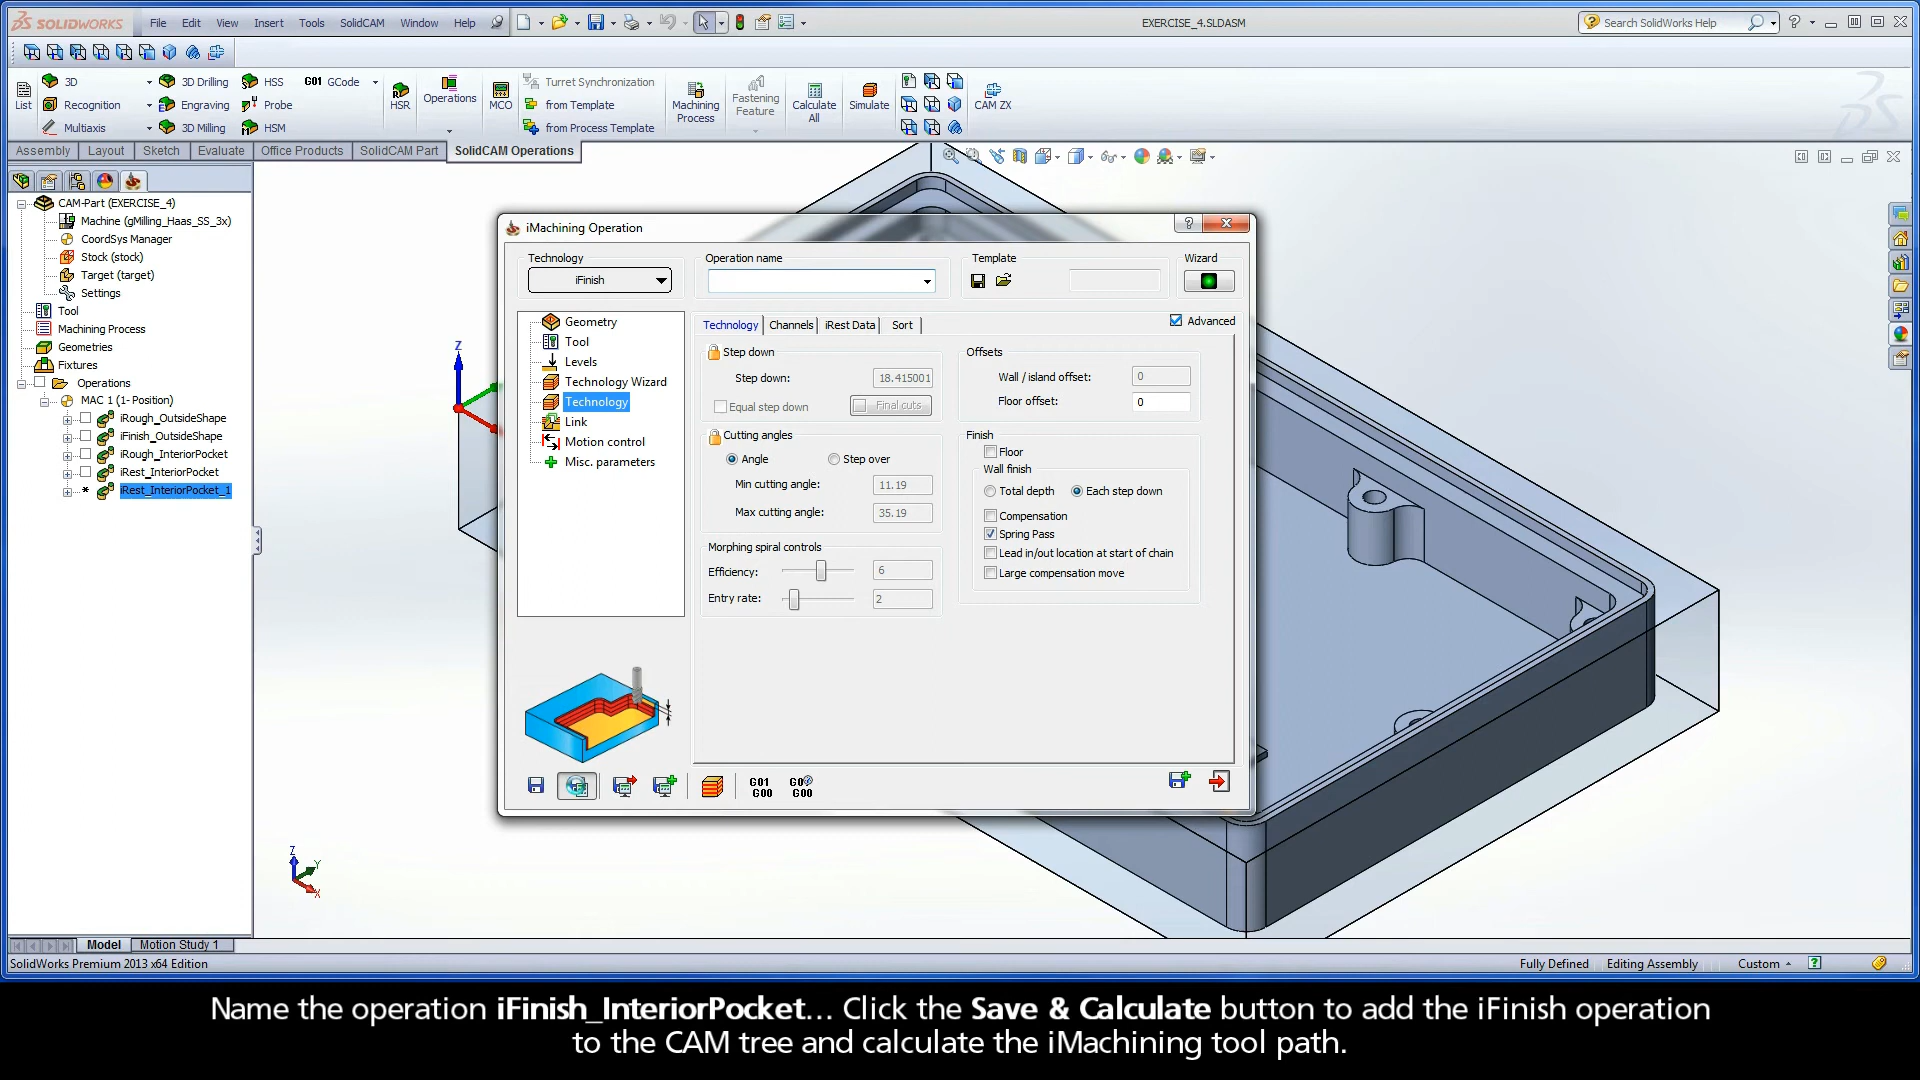 SOLIDWORKS File Edit View Insert Tools SolidCAM Window Help EXERCISE_4.SLDASM Search SolidWorks Help
3D 3D Drilling HSS G01 GCode Turret Synchronization
Recognition Engraving Probe from Template
Multiaxis 3D Milling HSM from Process Template
List HSR Operations MCO Machining Process Fastening Feature Calculate All Simulate CAM ZX
Assembly Layout Sketch Evaluate Office Products SolidCAM Part SolidCAM Operations
CAM-Part (EXERCISE_4)
Machine (gMilling_Haas_SS_3x)
CoordSys Manager
Stock (stock)
Target (target)
Settings
Tool
Machining Process
Geometries
Fixtures
Operations
MAC 1 (1- Position)
iRough_OutsideShape
iFinish_OutsideShape
iRough_InteriorPocket
iRest_InteriorPocket
* iRest_InteriorPocket_1
Z
iMachining Operation
Technology Operation name Template Wizard
iFinish
Geometry
Tool
Levels
Technology Wizard
Technology
Link
Motion control
Misc. parameters
Technology Channels iRest Data Sort Advanced
Step down
Step down: 18.415001
Equal step down Final cuts
Cutting angles
Angle Step over
Min cutting angle: 11.19
Max cutting angle: 35.19
Morphing spiral controls
Efficiency: 6
Entry rate: 2
Offsets
Wall / island offset: 0
Floor offset: 0
Finish
Floor
Wall finish
Total depth Each step down
Compensation
Spring Pass
Lead in/out location at start of chain
Large compensation move
G01 G00
G00
Z
Y
X
Model Motion Study 1
SolidWorks Premium 2013 x64 Edition Fully Defined Editing Assembly Custom
Name the operation iFinish_InteriorPocket... Click the Save & Calculate button to add the iFinish operation
to the CAM tree and calculate the iMachining tool path.